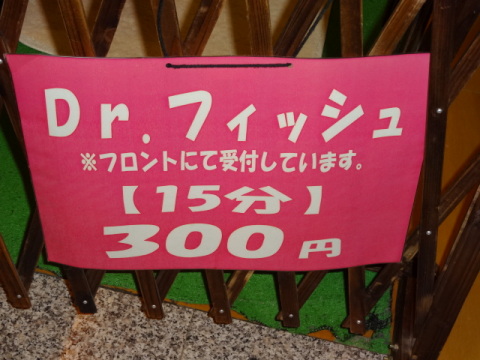 Dr.フィッシュ
※フロントにて受付しています。
【15分】
300円